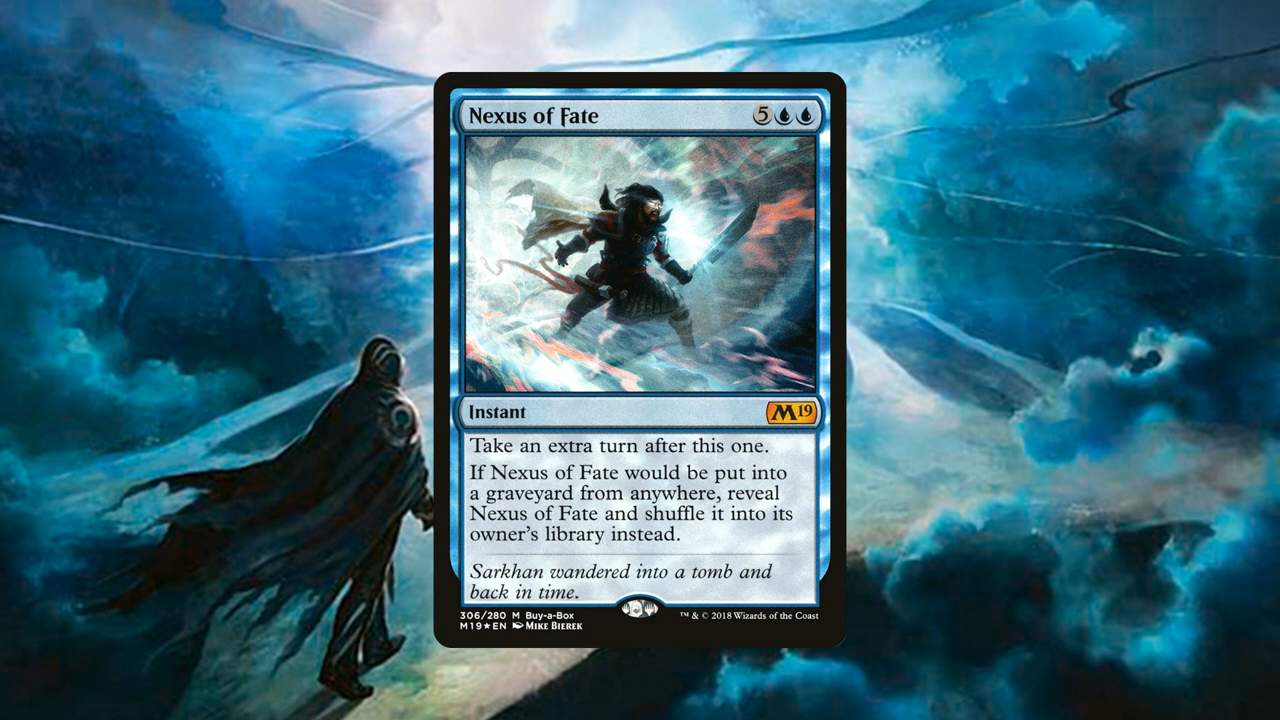 Nexus of Fate 5
Instant M19
Take an extra turn after this one.
If Nexus of Fate would be put into
a graveyard from anywhere, reveal
Nexus of Fate and shuffle it into its
owner's library instead.
Sarkhan wandered into a tomb and
back in time.
306/280 M Buy-a-Box
M19★EN Mike Bierek
™ & © 2018 Wizards of the Coast